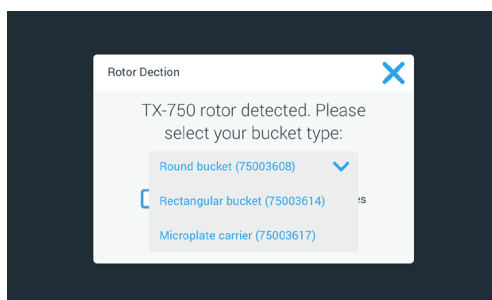 Rotor Dection
TX-750 rotor detected. Please
select your bucket type:
Round bucket (75003608)
Rectangular bucket (75003614)
Microplate carrier (75003617)